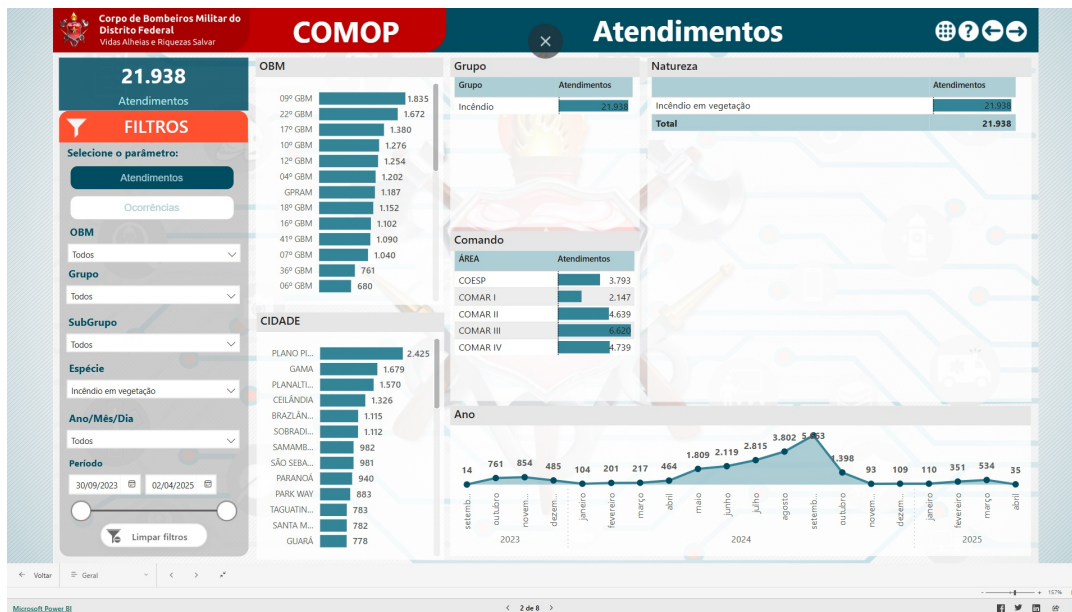 Corpo de Bombeiros Militar do
Distrito Federal
Vidas Alheias e Riquezas Salvar
COMOP
Atendimentos
21.938
Atendimentos
FILTROS
Selecione o parâmetro:
Atendimentos
Ocorrências
OBM
Todos
Grupo
Todos
SubGrupo
Todos
Espécie
Incêndio em vegetação
Ano/Mês/Dia
Todos
Período
30/09/2023 02/04/2025
Limpar filtros
OBM
09º GBM 1.835
22º GBM 1.672
17º GBM 1.380
10º GBM 1.276
12º GBM 1.254
04º GBM 1.202
GPRAM 1.187
18º GBM 1.152
16º GBM 1.102
41º GBM 1.090
07º GBM 1.040
36º GBM 761
06º GBM 680
CIDADE
PLANO PI... 2.425
GAMA 1.679
PLANALTI... 1.570
CEILÂNDIA 1.326
BRAZLÂN... 1.115
SOBRADI... 1.112
SAMAMB... 982
SÃO SEBA... 981
PARANOÁ 940
PARK WAY 883
TAGUATIN... 783
SANTA M... 782
GUARÁ 778
Grupo
Grupo Atendimentos
Incêndio 21.938
Natureza
Atendimentos
Incêndio em vegetação 21.938
Total 21.938
Comando
ÁREA Atendimentos
COESP 3.793
COMAR I 2.147
COMAR II 4.639
COMAR III 6.620
COMAR IV 4.739
Ano
14 761 854 485 104 201 217 464 1.809 2.119 2.815 3.802 1.398 93 109 110 351 534 35
setemb... outubro novem... dezem... janeiro fevereiro março abril maio junho julho agosto setemb... outubro novem... dezem... janeiro fevereiro março abril
2023 2024 2025
Voltar Geral
157%
Microsoft Power BI
2 de 8